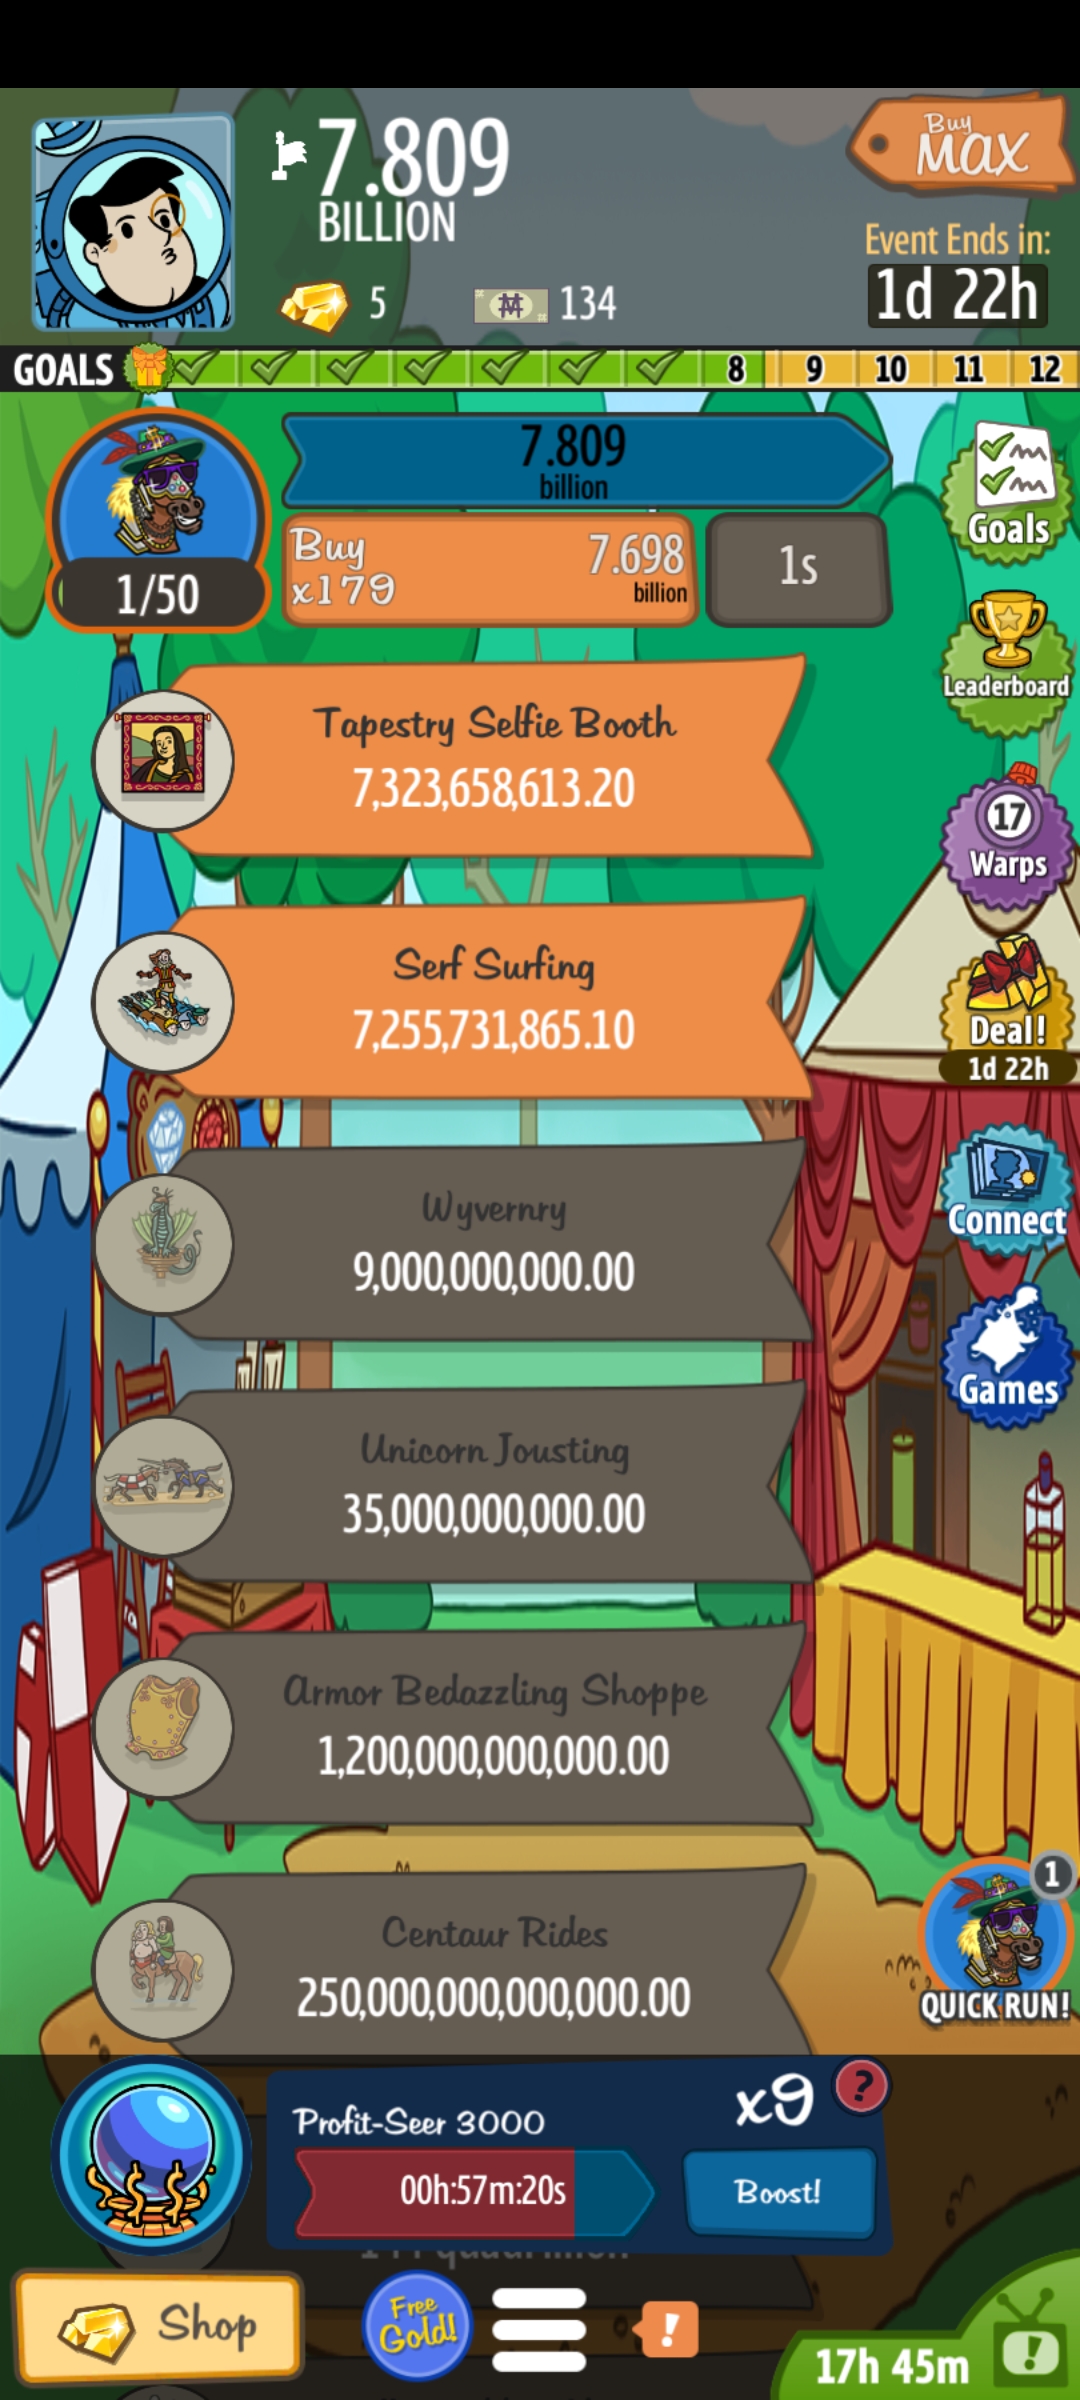 7.809
BILLION
Buy
MAX
Event Ends in:
1d 22h
5
134
GOALS
8 9 10 11 12
7.809
billion
Buy
x179
7.698
billion
1s
1/50
Goals
Tapestry Selfie Booth
7,323,658,613.20
Leaderboard
17
Warps
Serf Surfing
7,255,731,865.10
Deal!
1d 22h
Wyvernry
9,000,000,000.00
Connect
Games
Unicorn Jousting
35,000,000,000.00
Armor Bedazzling Shoppe
1,200,000,000,000.00
Centaur Rides
250,000,000,000,000.00
1
QUICK RUN!
Profit-Seer 3000
x9
?
00h:57m:20s
Boost!
Shop
Free
Gold!
!
17h 45m
!